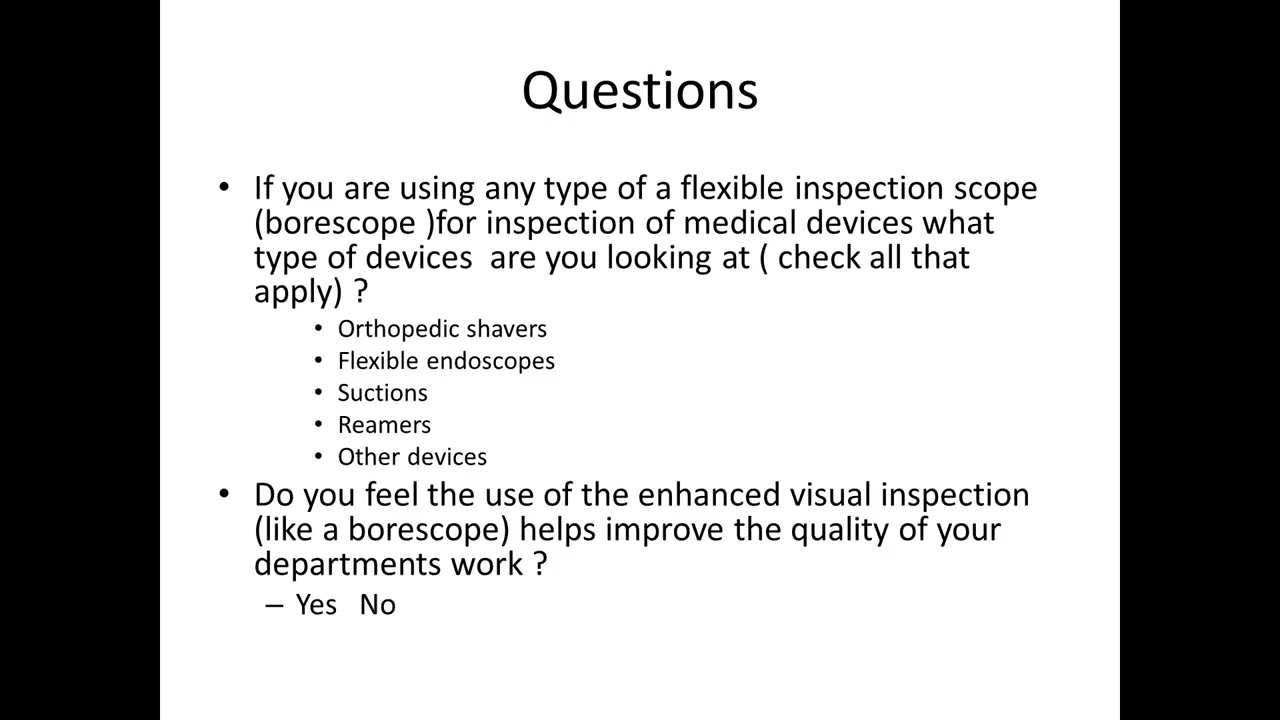 Questions
• If you are using any type of a flexible inspection scope
(borescope )for inspection of medical devices what
type of devices  are you looking at ( check all that
apply) ?
• Orthopedic shavers
• Flexible endoscopes
• Suctions
• Reamers
• Other devices
• Do you feel the use of the enhanced visual inspection
(like a borescope) helps improve the quality of your
departments work ?
– Yes   No